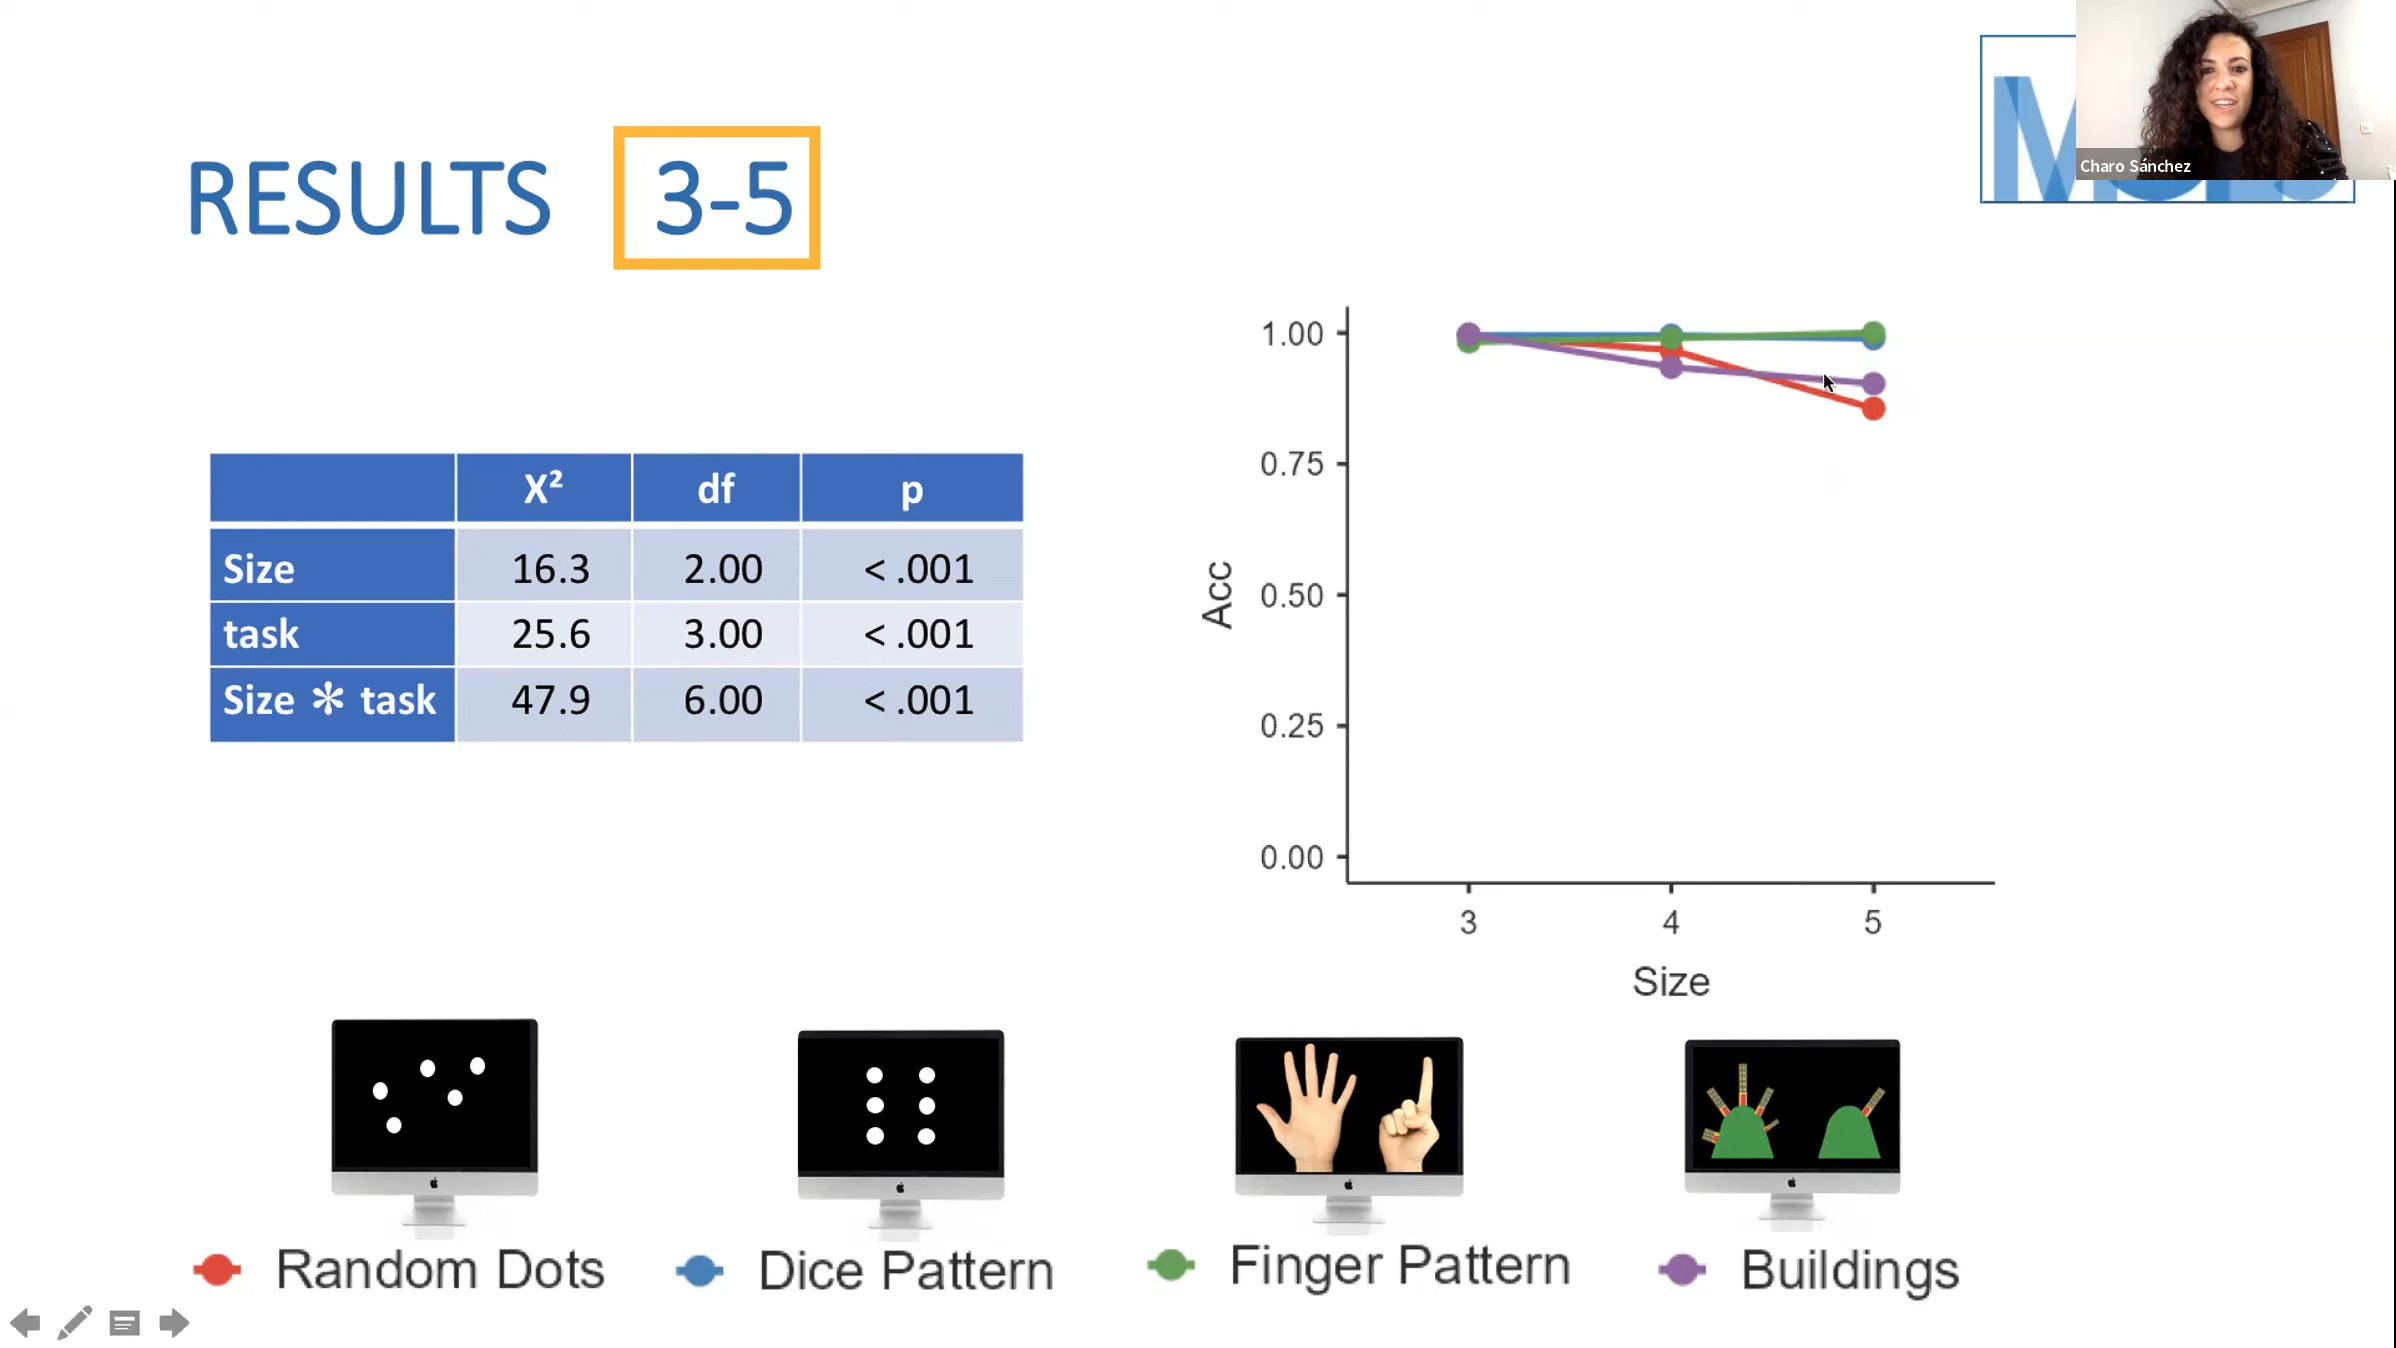 Charo Sánchez
RESULTS 3-5
X² df p
Size 16.3 2.00 < .001
task 25.6 3.00 < .001
Size * task 47.9 6.00 < .001
1.00
0.75
0.50
0.25
0.00
Acc
3 4 5
Size
Random Dots
Dice Pattern
Finger Pattern
Buildings